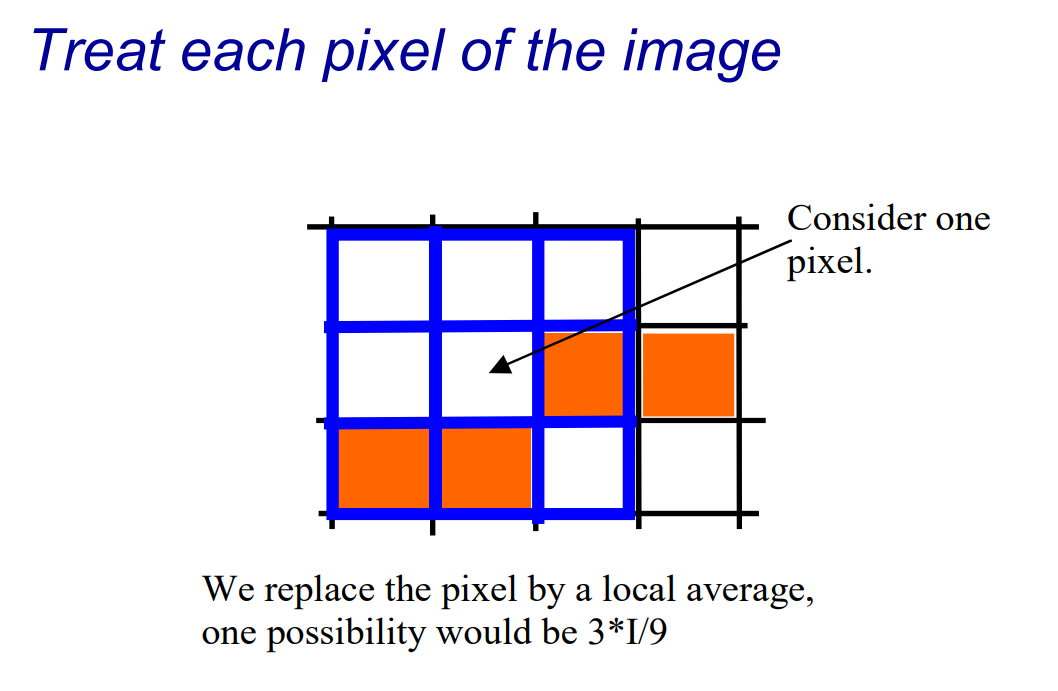 Treat each pixel of the image
Consider one
pixel.
We replace the pixel by a local average,
one possibility would be 3*I/9